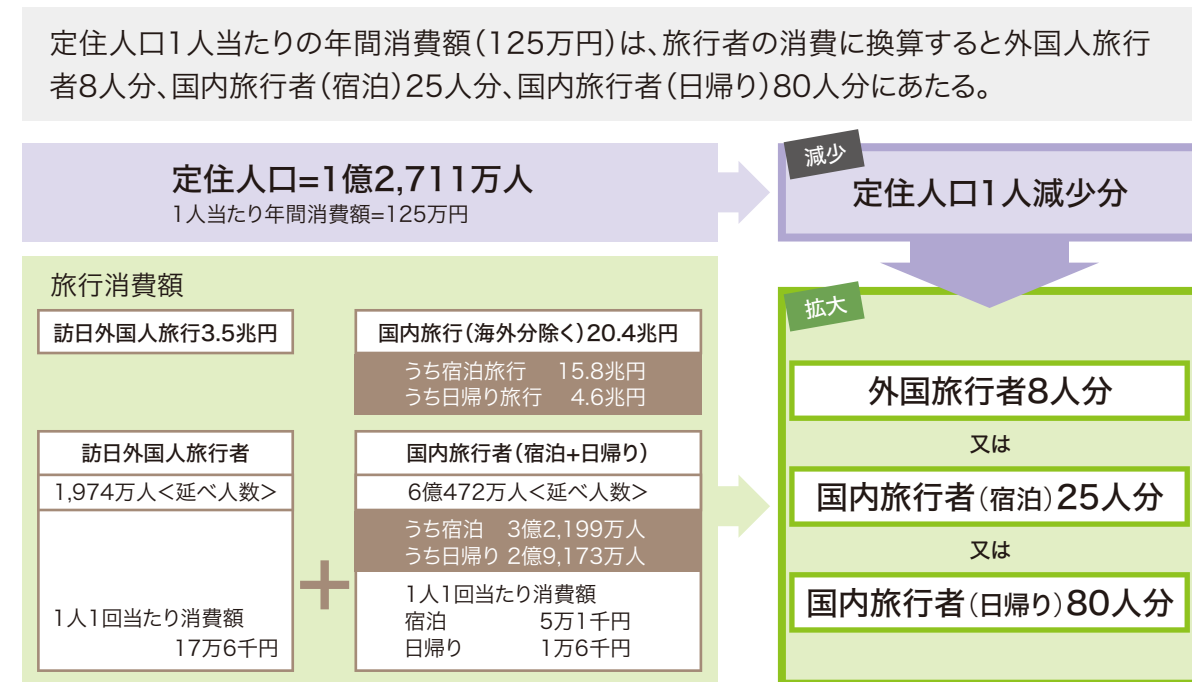 定住人口1人当たりの年間消費額(125万円)は、旅行者の消費に換算すると外国人旅行
者8人分、国内旅行者(宿泊)25人分、国内旅行者(日帰り)80人分にあたる。
定住人口=1億2,711万人
1人当たり年間消費額=125万円
減少
定住人口1人減少分
旅行消費額
訪日外国人旅行3.5兆円
国内旅行(海外分除く)20.4兆円
うち宿泊旅行 15.8兆円
うち日帰り旅行 4.6兆円
訪日外国人旅行者
1,974万人<延べ人数>
1人1回当たり消費額
17万6千円
+
国内旅行者(宿泊+日帰り)
6億472万人<延べ人数>
うち宿泊 3億2,199万人
うち日帰り 2億9,173万人
1人1回当たり消費額
宿泊 5万1千円
日帰り 1万6千円
拡大
外国旅行者8人分
又は
国内旅行者(宿泊)25人分
又は
国内旅行者(日帰り)80人分